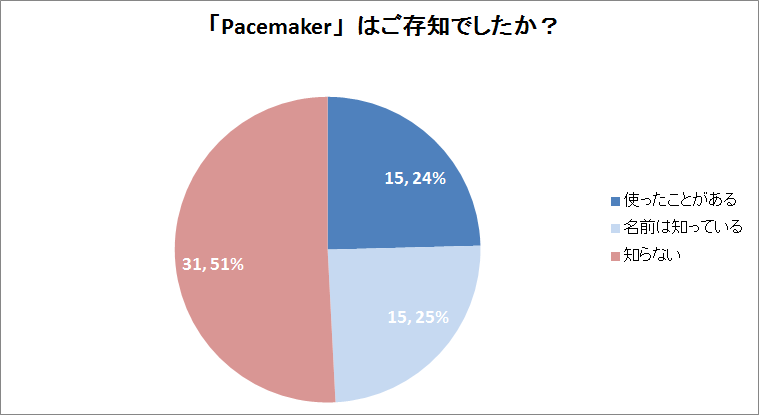 「Pacemaker」はご存知でしたか？
15, 24%
15, 25%
31, 51%
使ったことがある
名前は知っている
知らない